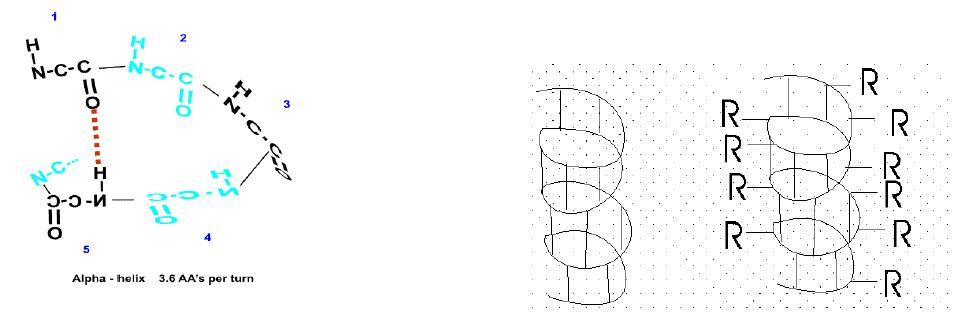 1
H
N-C-C
O
2
H
N-C-C
O
3
H
N-C-C
4
H
N-C-C
O
5
H
N-C-C
O
N-C
Alpha - helix 3.6 AA's per turn
R
R
R
R
R
R
R
R
R
R